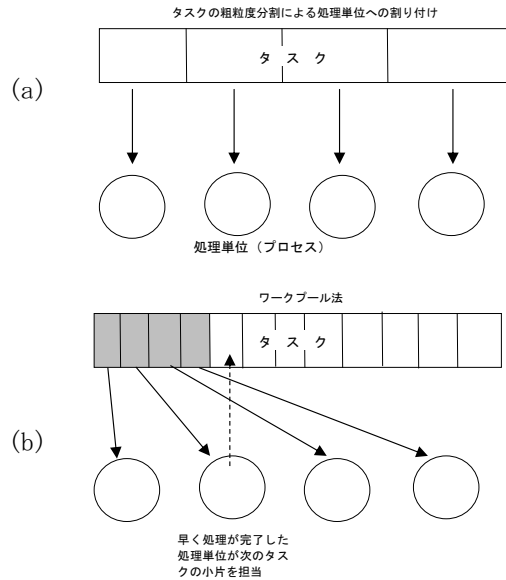 タスクの粗粒度分割による処理単位への割り付け
タ ス ク
(a)
処理単位（プロセス）
ワークプール法
タ ス ク
(b)
早く処理が完了した
処理単位が次のタス
クの小片を担当